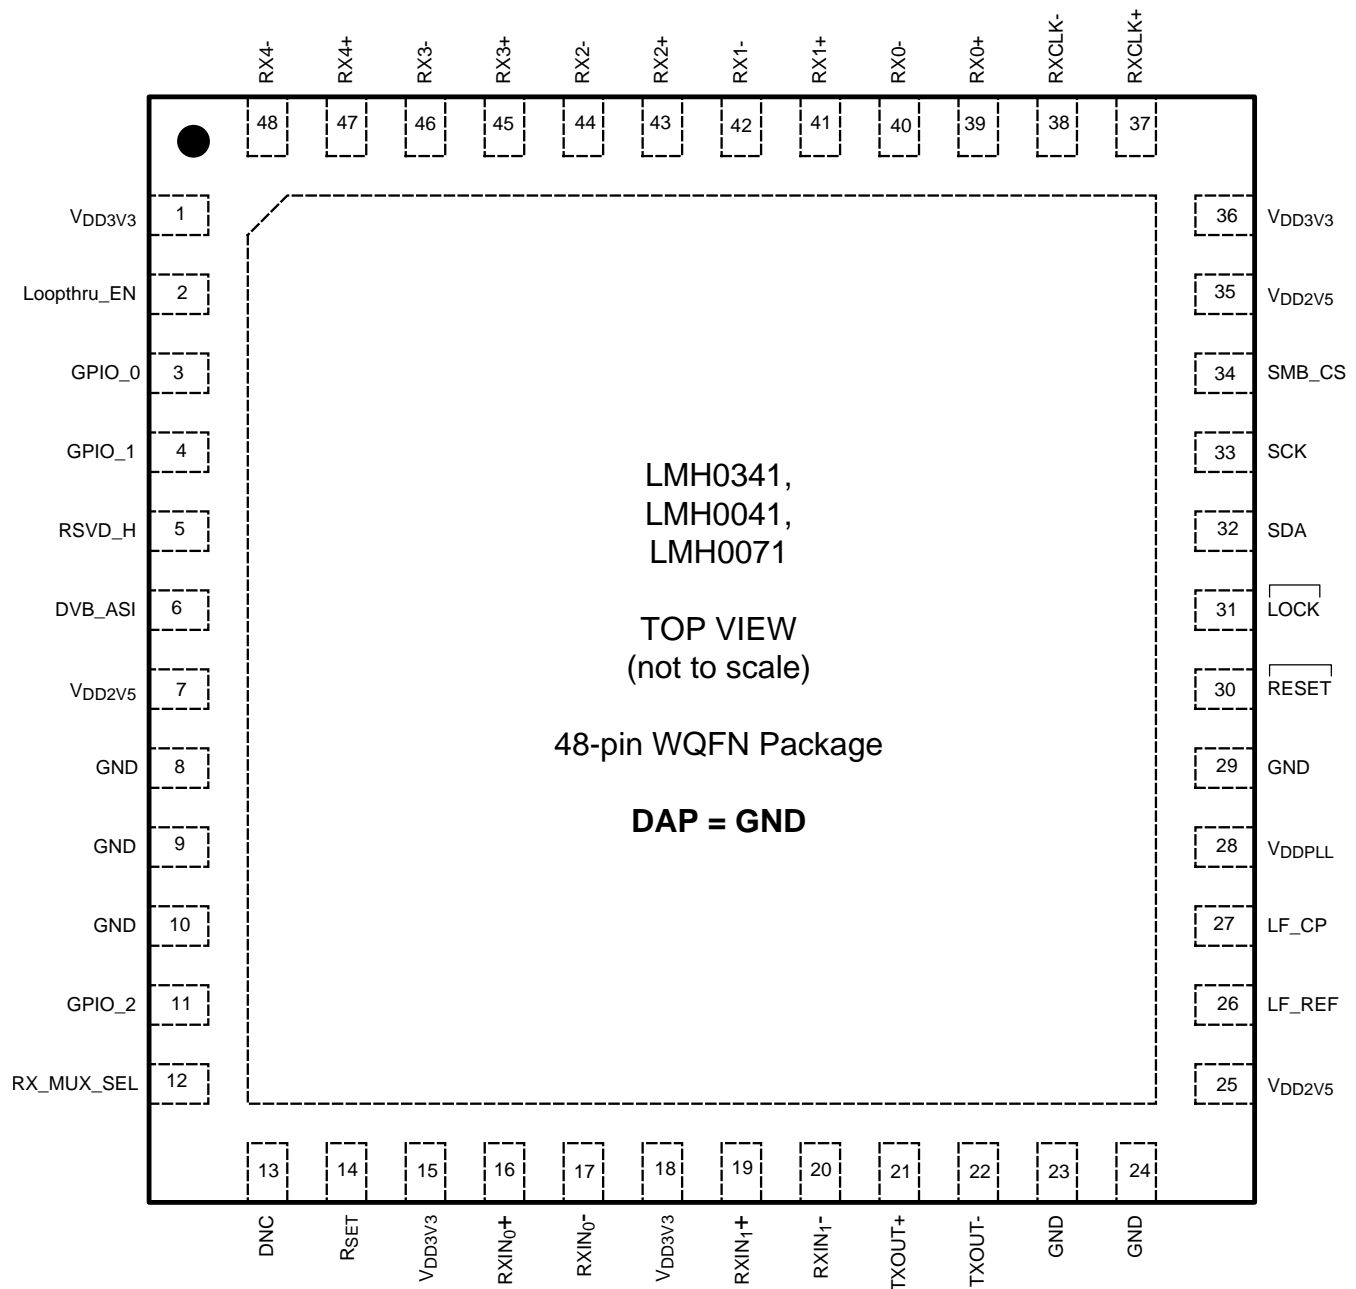 RX4-
RX4+
RX3-
RX3+
RX2-
RX2+
RX1-
RX1+
RX0-
RX0+
RXCLK-
RXCLK+
48
47
46
45
44
43
42
41
40
39
38
37
VDD3V3 1
Loopthru_EN 2
GPIO_0 3
GPIO_1 4
RSVD_H 5
DVB_ASI 6
VDD2V5 7
GND 8
GND 9
GND 10
GPIO_2 11
RX_MUX_SEL 12
LMH0341,
LMH0041,
LMH0071
TOP VIEW
(not to scale)
48-pin WQFN Package
DAP = GND
36 VDD3V3
35 VDD2V5
34 SMB_CS
33 SCK
32 SDA
31 LOCK
30 RESET
29 GND
28 VDDPLL
27 LF_CP
26 LF_REF
25 VDD2V5
13
14
15
16
17
18
19
20
21
22
23
24
DNC
RSET
VDD3V3
RXIN0+
RXIN0-
VDD3V3
RXIN1+
RXIN1-
TXOUT+
TXOUT-
GND
GND